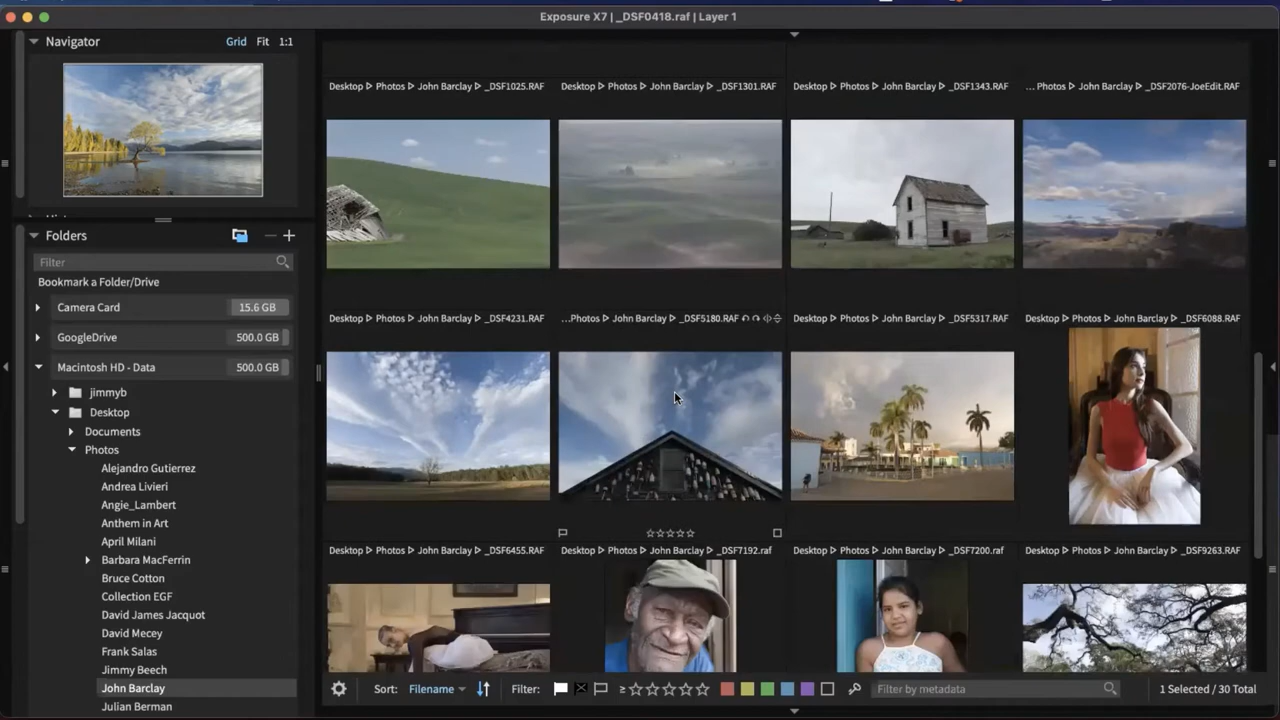 Exposure X7 | _DSF0418.raf | Layer 1
Navigator
Grid Fit 1:1
Folders
Filter
Bookmark a Folder/Drive
Camera Card 15.6 GB
GoogleDrive 500.0 GB
Macintosh HD - Data 500.0 GB
jimmyb
Desktop
Documents
Photos
Alejandro Gutierrez
Andrea Livieri
Angie_Lambert
Anthem in Art
April Milani
Barbara MacFerrin
Bruce Cotton
Collection EGF
David James Jacquot
David Mecey
Frank Salas
Jimmy Beech
John Barclay
Julian Berman
Desktop Photos John Barclay _DSF1025.RAF
Desktop Photos John Barclay _DSF1301.RAF
Desktop Photos John Barclay _DSF1343.RAF
... Photos John Barclay _DSF2076-JoeEdit.RAF
Desktop Photos John Barclay _DSF4231.RAF
...Photos John Barclay _DSF5180.RAF
Desktop Photos John Barclay _DSF5317.RAF
Desktop Photos John Barclay _DSF6088.RAF
Desktop Photos John Barclay _DSF6455.RAF
Desktop Photos John Barclay _DSF7192.raf
Desktop Photos John Barclay _DSF7200.raf
Desktop Photos John Barclay _DSF9263.RAF
Sort: Filename Filter: ≥ Filter by metadata 1 Selected / 30 Total